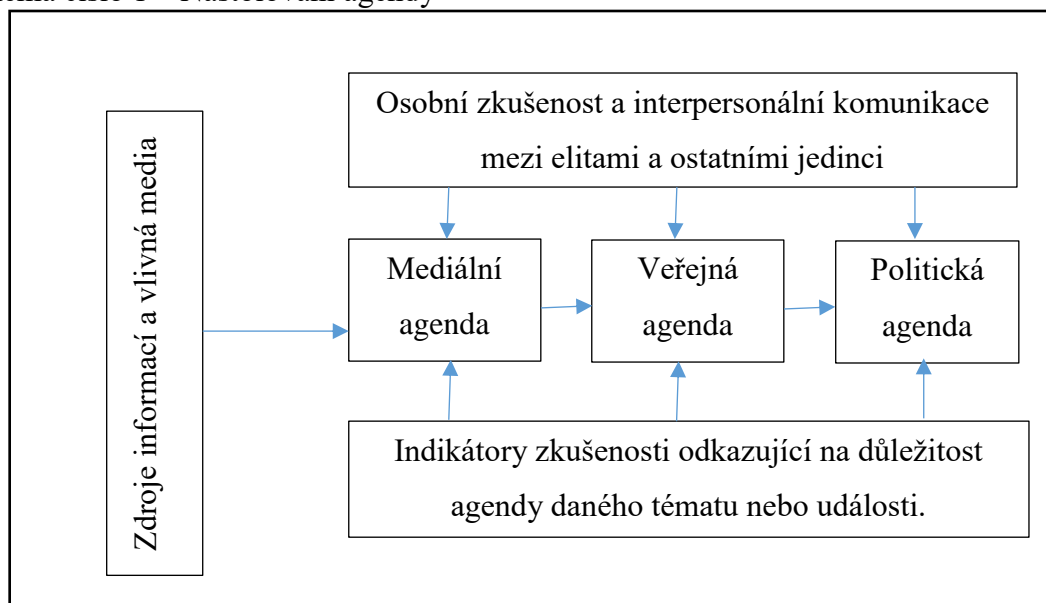 Osobní zkušenost a interpersonální komunikace
mezi elitami a ostatními jedinci
Zdroje informací a vlivná media
Mediální
agenda
Veřejná
agenda
Politická
agenda
Indikátory zkušenosti odkazující na důležitost
agendy daného tématu nebo události.